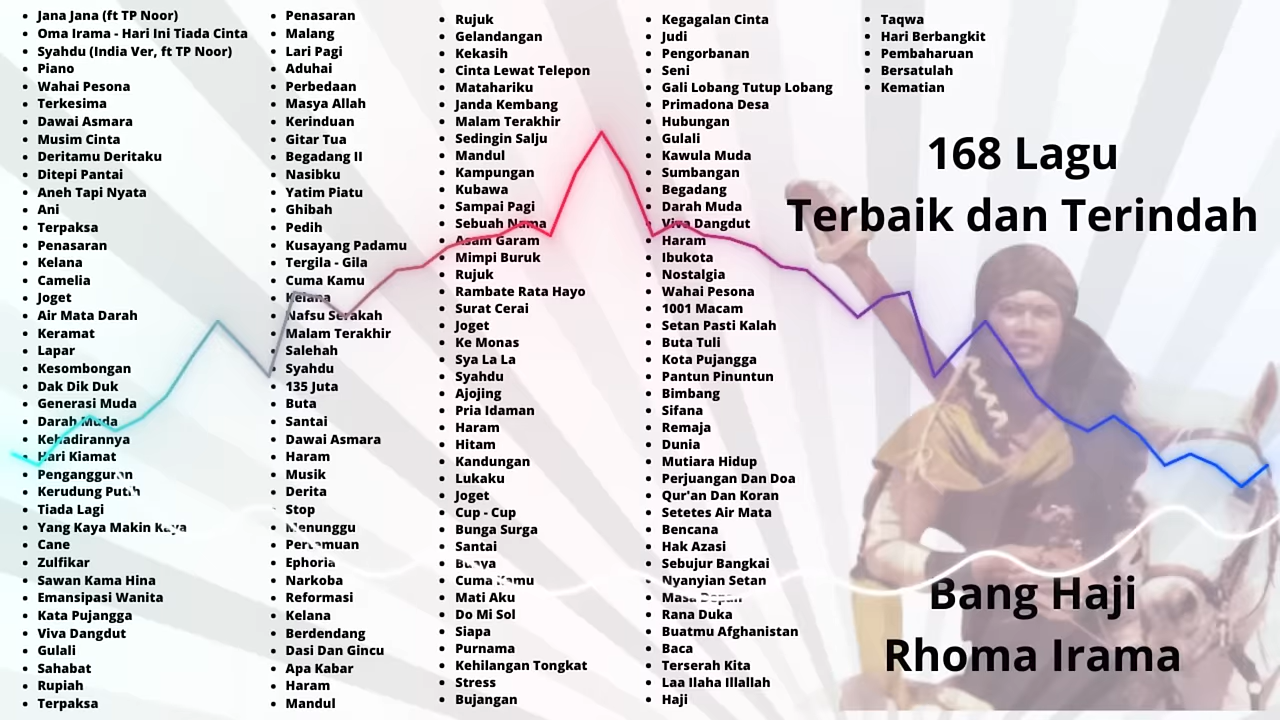 Jana Jana (ft TP Noor)
Oma Irama - Hari Ini Tiada Cinta
Syahdu (India Ver, ft TP Noor)
Piano
Wahai Pesona
Terkesima
Dawai Asmara
Musim Cinta
Deritamu Deritaku
Ditepi Pantai
Aneh Tapi Nyata
Ani
Terpaksa
Penasaran
Kelana
Camelia
Joget
Air Mata Darah
Keramat
Lapar
Kesombongan
Dak Dik Duk
Generasi Muda
Darah Muda
Kehadirannya
Hari Kiamat
Pengangguran
Kerudung Putih
Tiada Lagi
Yang Kaya Makin Kaya
Cane
Zulfikar
Sawan Kama Hina
Emansipasi Wanita
Kata Pujangga
Viva Dangdut
Gulali
Sahabat
Rupiah
Terpaksa
Penasaran
Malang
Lari Pagi
Aduhai
Perbedaan
Masya Allah
Kerinduan
Gitar Tua
Begadang II
Nasibku
Yatim Piatu
Ghibah
Pedih
Kusayang Padamu
Tergila - Gila
Cuma Kamu
Kelana
Nafsu Serakah
Malam Terakhir
Salehah
Syahdu
135 Juta
Buta
Santai
Dawai Asmara
Haram
Musik
Derita
Stop
Menunggu
Pertemuan
Ephoria
Narkoba
Reformasi
Kelana
Berdendang
Dasi Dan Gincu
Apa Kabar
Haram
Mandul
Rujuk
Gelandangan
Kekasih
Cinta Lewat Telepon
Matahariku
Janda Kembang
Malam Terakhir
Sedingin Salju
Mandul
Kampungan
Kubawa
Sampai Pagi
Sebuah Nama
Asam Garam
Mimpi Buruk
Rujuk
Rambate Rata Hayo
Surat Cerai
Joget
Ke Monas
Sya La La
Syahdu
Ajojing
Pria Idaman
Haram
Hitam
Kandungan
Lukaku
Joget
Cup - Cup
Bunga Surga
Santai
Cuma Kamu
Mati Aku
Do Mi Sol
Siapa
Purnama
Kehilangan Tongkat
Stress
Bujangan
Kegagalan Cinta
Judi
Pengorbanan
Seni
Gali Lobang Tutup Lobang
Primadona Desa
Hubungan
Gulali
Kawula Muda
Sumbangan
Begadang
Darah Muda
Viva Dangdut
Haram
Ibukota
Nostalgia
Wahai Pesona
1001 Macam
Setan Pasti Kalah
Buta Tuli
Kota Pujangga
Pantun Pinuntun
Bimbang
Sifana
Remaja
Dunia
Mutiara Hidup
Perjuangan Dan Doa
Qur'an Dan Koran
Setetes Air Mata
Bencana
Hak Azasi
Sebujur Bangkai
Nyanyian Setan
Masa Depan
Rana Duka
Buatmu Afghanistan
Baca
Terserah Kita
Laa Ilaha Illallah
Haji
Taqwa
Hari Berbangkit
Pembaharuan
Bersatulah
Kematian
168 Lagu
Terbaik dan Terindah
Bang Haji
Rhoma Irama